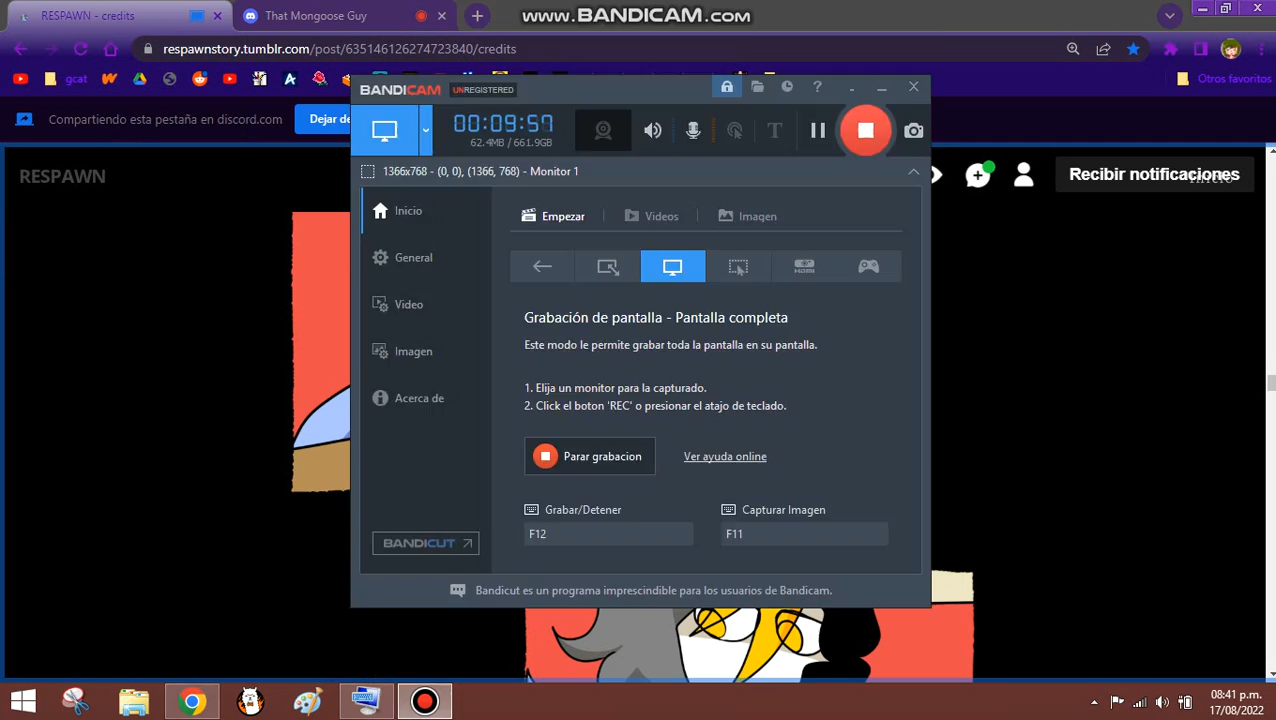 RESPAWN - credits
That Mongoose Guy
www.BANDICAM.com
respawnstory.tumblr.com/post/635146126274723840/credits
gcat
Otros favoritos
Compartiendo esta pestaña en discord.com
Dejar de
BANDICAM UNREGISTERED
00:09:57
62.4MB / 661.9GB
1366x768 - (0, 0), (1366, 768) - Monitor 1
RESPAWN
Recibir notificaciones
Inicio
Inicio
General
Video
Imagen
Acerca de
BANDICUT
Empezar
Videos
Imagen
HDMI
Grabación de pantalla - Pantalla completa
Este modo le permite grabar toda la pantalla en su pantalla.
1. Elija un monitor para la capturado.
2. Click el boton 'REC' o presionar el atajo de teclado.
Parar grabacion
Ver ayuda online
Grabar/Detener
Capturar Imagen
F12
F11
Bandicut es un programa imprescindible para los usuarios de Bandicam.
08:41 p.m.
17/08/2022